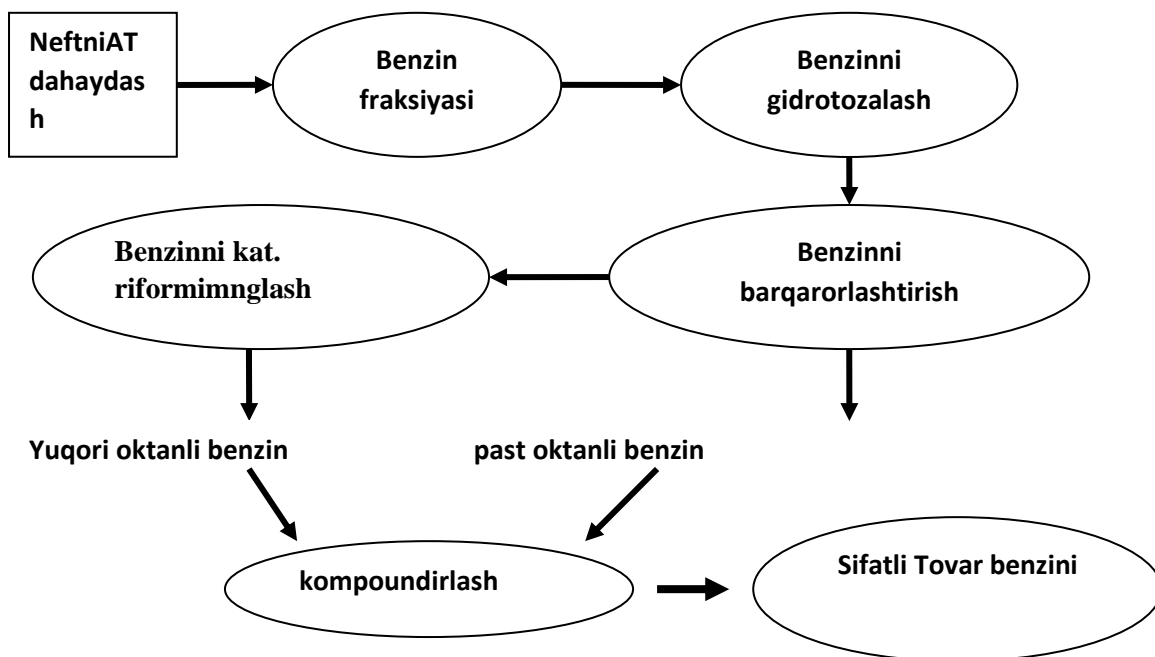 NeftniAT
dahaydas
h
Benzin
fraksiyasi
Benzinni
gidrotozalash
Benzinni kat.
riformimnglash
Benzinni
barqarorlashtirish
Yuqori oktanli benzin
past oktanli benzin
kompoundirlash
Sifatli Tovar benzini